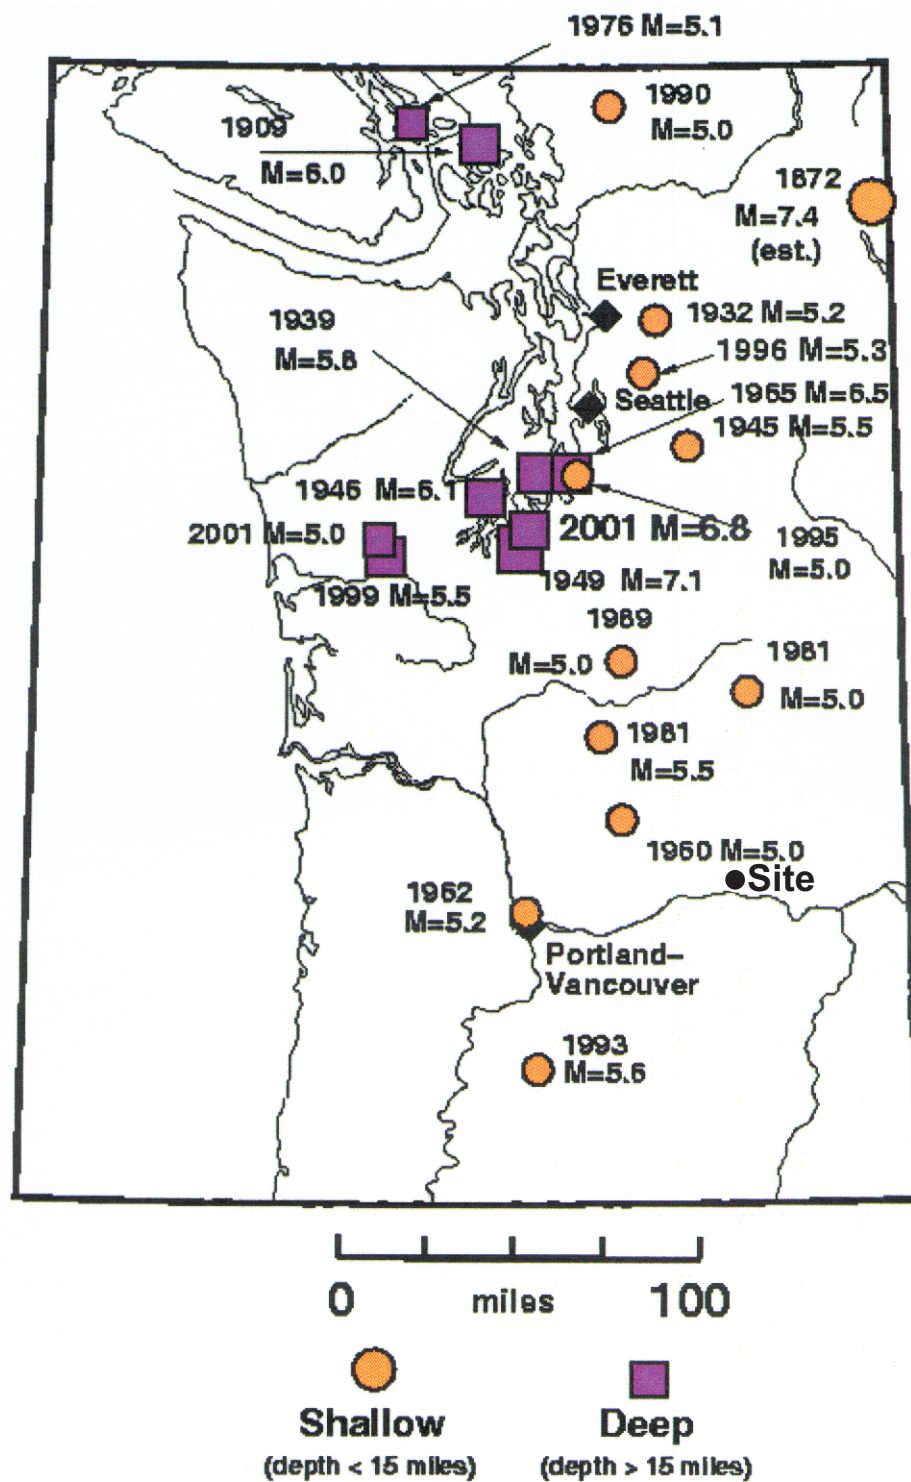 1976 M=5.1
1990
M=5.0
1909
M=6.0
1872
M=7.4
(est.)
Everett
1932 M=5.2
1939
M=5.8
1996 M=5.3
1965 M=6.5
Seattle
1945 M=5.5
1946 M=6.1
2001 M=5.0
2001 M=6.8
1995
M=5.0
1949 M=7.1
1999 M=5.5
1989
M=5.0
1981
M=5.0
1981
M=5.5
1960 M=5.0
Site
1962
M=5.2
Portland–
Vancouver
1993
M=5.6
0 miles 100
Shallow
(depth < 15 miles)
Deep
(depth > 15 miles)